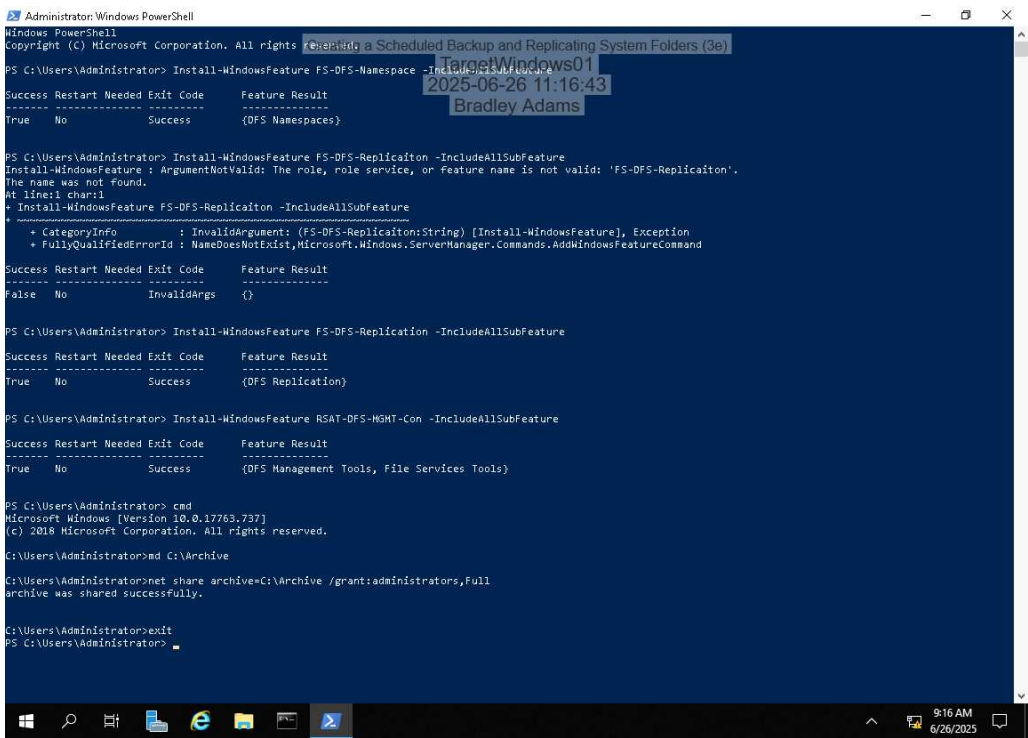 Administrator: Windows PowerShell
Windows PowerShell
Copyright (C) Microsoft Corporation. All rights reserved.
Creating a Scheduled Backup and Replicating System Folders (3e)
TargetWindows01
2025-06-26 11:16:43
Bradley Adams
PS C:\Users\Administrator> Install-WindowsFeature FS-DFS-Namespace -IncludeAllSubFeature
Success Restart Needed Exit Code      Feature Result
------- -------------- ---------      --------------
True    No             Success        {DFS Namespaces}
PS C:\Users\Administrator> Install-WindowsFeature FS-DFS-Replicaiton -IncludeAllSubFeature
Install-WindowsFeature : ArgumentNotValid: The role, role service, or feature name is not valid: 'FS-DFS-Replicaiton'.
The name was not found.
At line:1 char:1
+ Install-WindowsFeature FS-DFS-Replicaiton -IncludeAllSubFeature
+ ~~~~~~~~~~~~~~~~~~~~~~~~~~~~~~~~~~~~~~~~~~~~~~~~~~~~~~~~~~~~~~~
    + CategoryInfo          : InvalidArgument: (FS-DFS-Replicaiton:String) [Install-WindowsFeature], Exception
    + FullyQualifiedErrorId : NameDoesNotExist,Microsoft.Windows.ServerManager.Commands.AddWindowsFeatureCommand
Success Restart Needed Exit Code      Feature Result
------- -------------- ---------      --------------
False   No             InvalidArgs    {}
PS C:\Users\Administrator> Install-WindowsFeature FS-DFS-Replication -IncludeAllSubFeature
Success Restart Needed Exit Code      Feature Result
------- -------------- ---------      --------------
True    No             Success        {DFS Replication}
PS C:\Users\Administrator> Install-WindowsFeature RSAT-DFS-MGMT-Con -IncludeAllSubFeature
Success Restart Needed Exit Code      Feature Result
------- -------------- ---------      --------------
True    No             Success        {DFS Management Tools, File Services Tools}
PS C:\Users\Administrator> cmd
Microsoft Windows [Version 10.0.17763.737]
(c) 2018 Microsoft Corporation. All rights reserved.
C:\Users\Administrator>md C:\Archive
C:\Users\Administrator>net share archive=C:\Archive /grant:administrators,Full
archive was shared successfully.
C:\Users\Administrator>exit
PS C:\Users\Administrator>
9:16 AM
6/26/2025